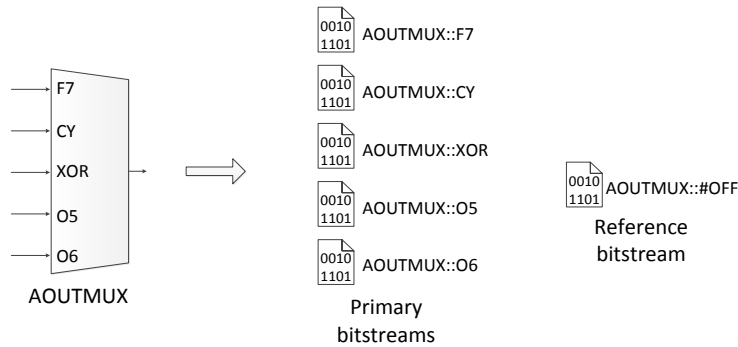 F7
CY
XOR
O5
O6
AOUTMUX
0010
1101
AOUTMUX::F7
0010
1101
AOUTMUX::CY
0010
1101
AOUTMUX::XOR
0010
1101
AOUTMUX::O5
0010
1101
AOUTMUX::O6
Primary
bitstreams
0010
1101
AOUTMUX::#OFF
Reference
bitstream